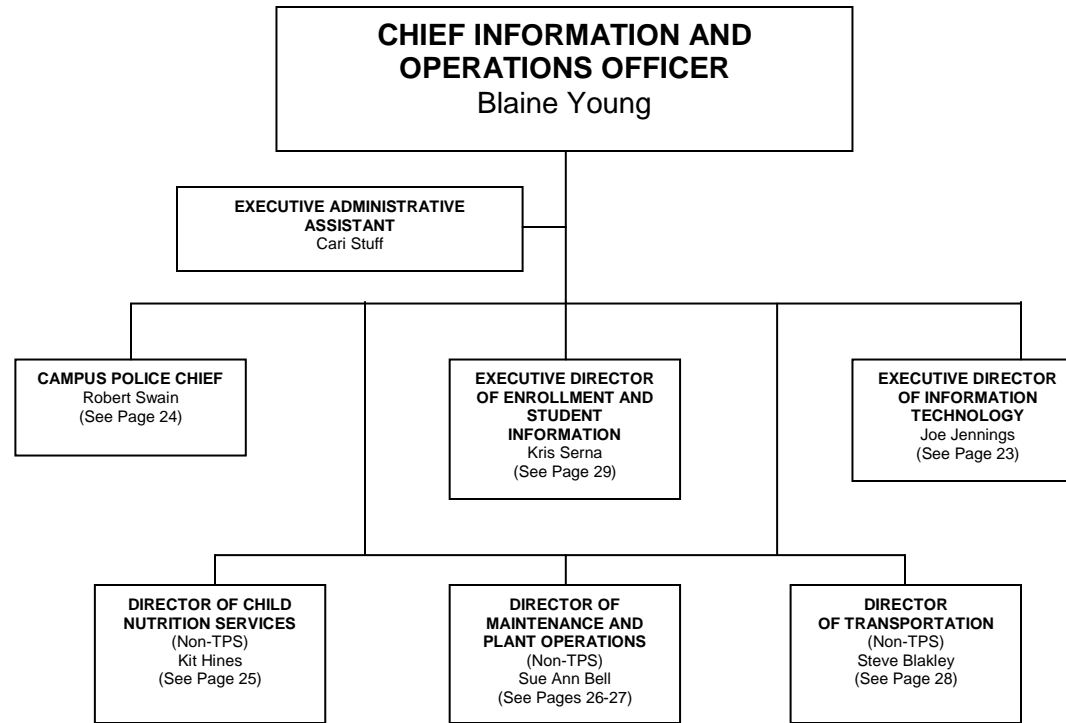 CHIEF INFORMATION AND
OPERATIONS OFFICER
Blaine Young
EXECUTIVE ADMINISTRATIVE
ASSISTANT
Cari Stuff
CAMPUS POLICE CHIEF
Robert Swain
(See Page 24)
EXECUTIVE DIRECTOR
OF ENROLLMENT AND
STUDENT
INFORMATION
Kris Serna
(See Page 29)
EXECUTIVE DIRECTOR
OF INFORMATION
TECHNOLOGY
Joe Jennings
(See Page 23)
DIRECTOR OF CHILD
NUTRITION SERVICES
(Non-TPS)
Kit Hines
(See Page 25)
DIRECTOR OF
MAINTENANCE AND
PLANT OPERATIONS
(Non-TPS)
Sue Ann Bell
(See Pages 26-27)
DIRECTOR
OF TRANSPORTATION
(Non-TPS)
Steve Blakley
(See Page 28)